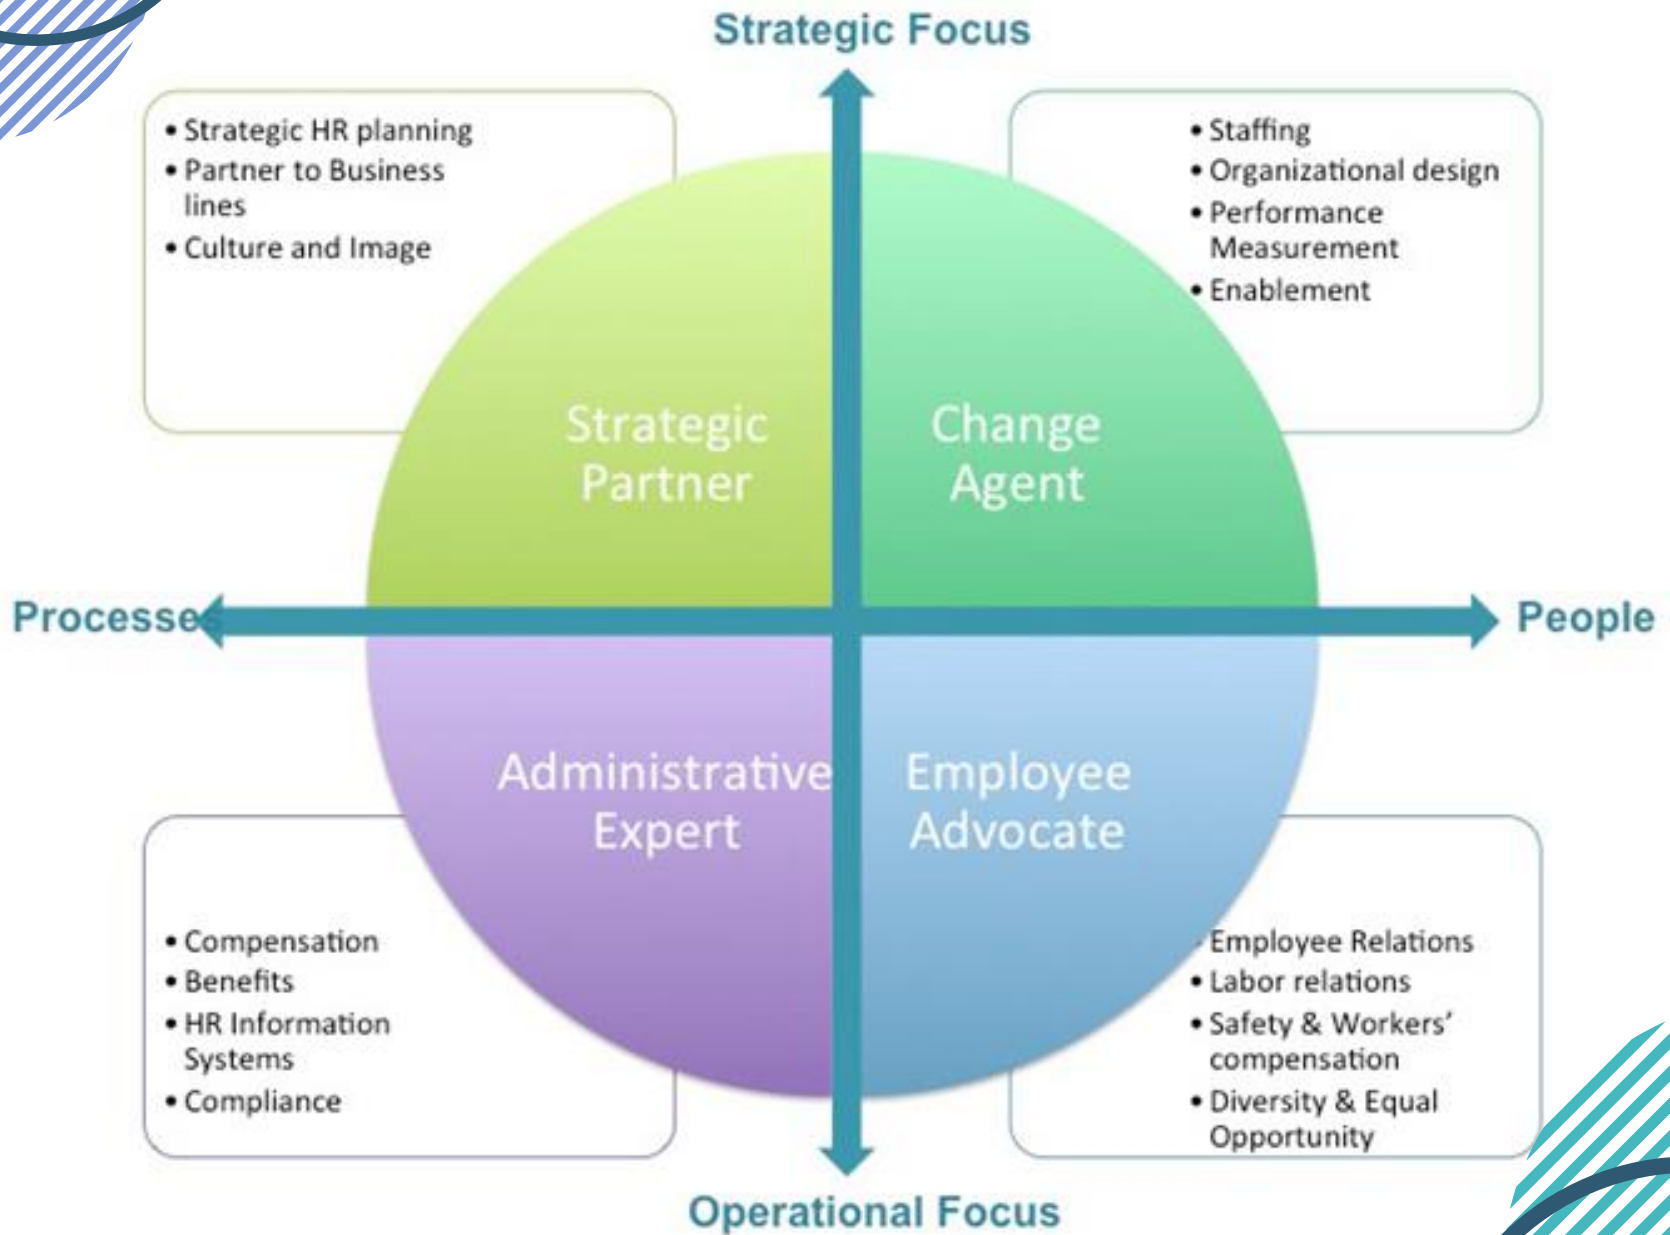 Strategic Focus
• Strategic HR planning
• Partner to Business
lines
• Culture and Image
• Staffing
• Organizational design
• Performance
Measurement
• Enablement
Strategic
Partner
Change
Agent
Processes
People
Administrative
Expert
Employee
Advocate
• Compensation
• Benefits
• HR Information
Systems
• Compliance
• Employee Relations
• Labor relations
• Safety & Workers’
compensation
• Diversity & Equal
Opportunity
Operational Focus